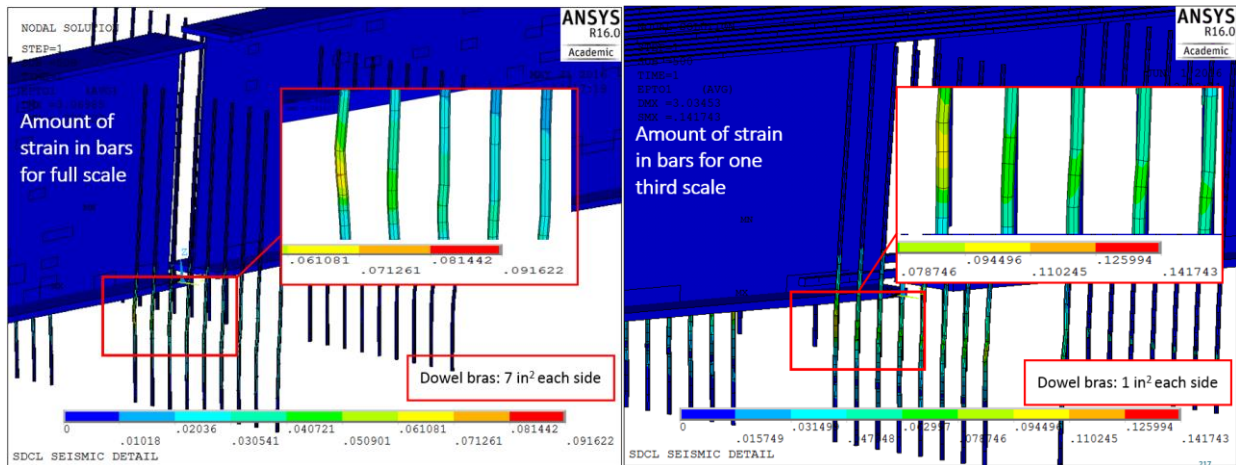 NODAL SOLUTION
STEP=1
ANSYS
R16.0
Academic
Amount of
strain in bars
for full scale
.061081
.071261
.081442
.091622
Dowel bras: 7 in² each side
0
.01018
.02036
.030541
.040721
.050901
.061081
.071261
.081442
.091622
SDCL SEISMIC DETAIL
ANSYS
R16.0
Academic
TIME=1
DMX =3.03453
SMX =.141743
Amount of strain
in bars for one
third scale
.078746
.094496
.110245
.125994
.141743
Dowel bras: 1 in² each side
0
.015749
.031499
.047248
.062997
.078746
.094496
.110245
.125994
.141743
SDCL SEISMIC DETAIL
217